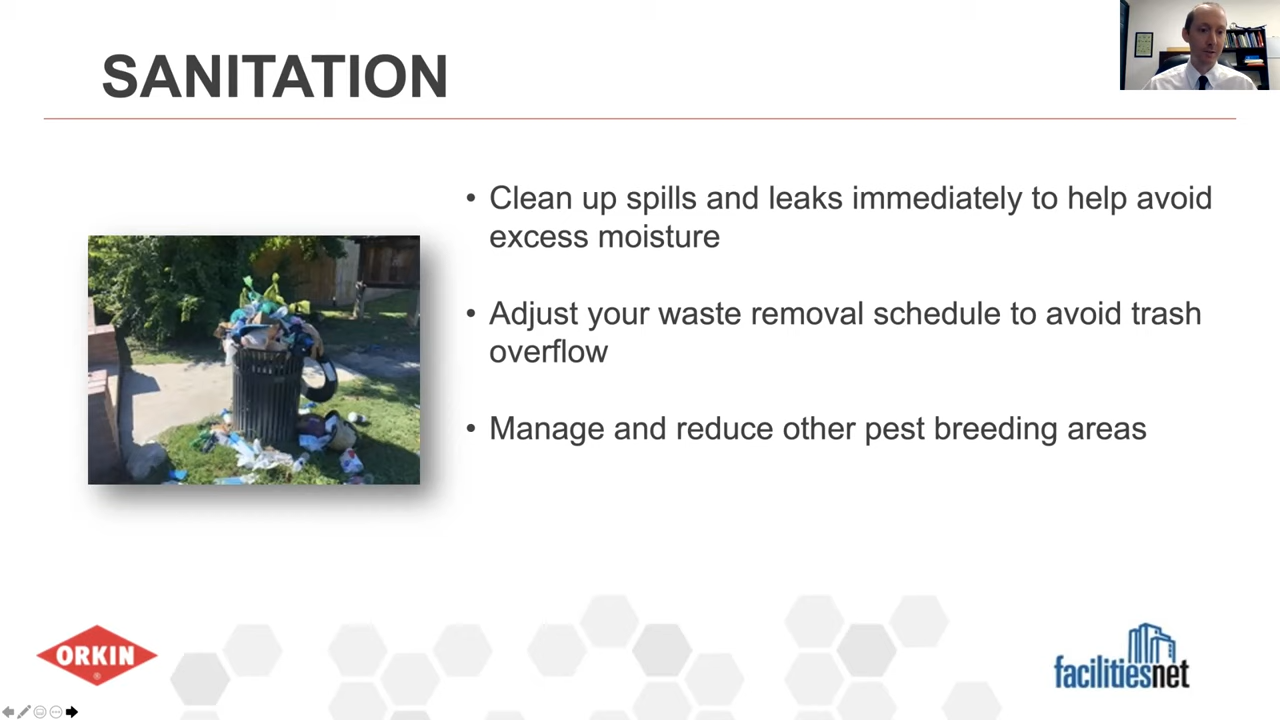 SANITATION
• Clean up spills and leaks immediately to help avoid
excess moisture
• Adjust your waste removal schedule to avoid trash
overflow
• Manage and reduce other pest breeding areas
ORKIN
®
facilitiesnet